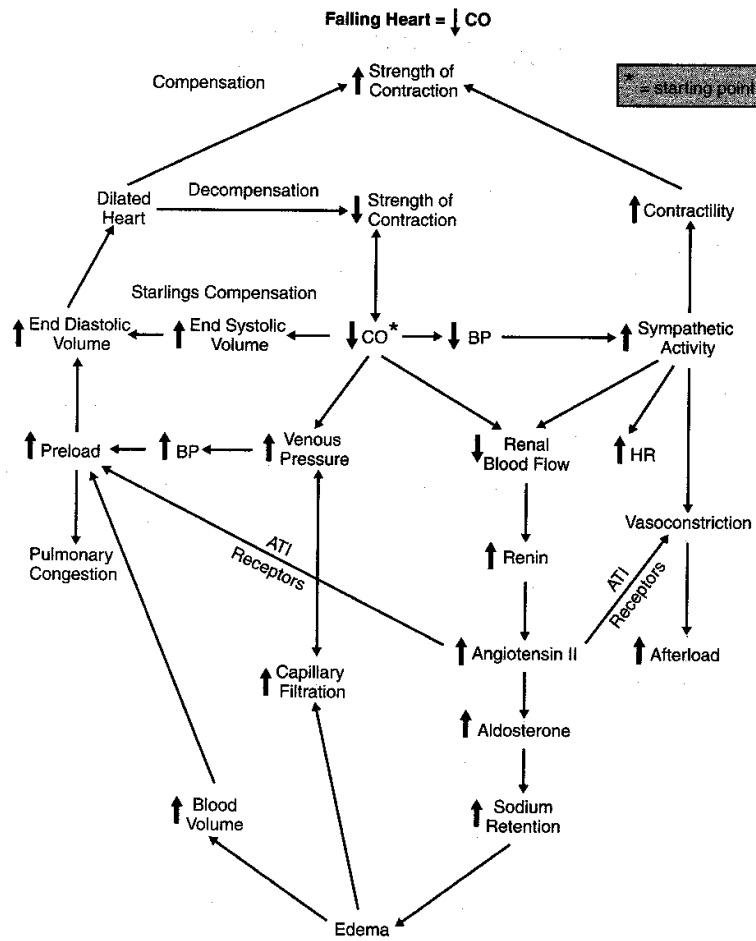 Failing Heart = ↓ CO
Compensation
↑ Strength of
Contraction
* = starting point
Dilated
Heart
Decompensation
↓ Strength of
Contraction
↑ Contractility
Starlings Compensation
↑ End Diastolic
Volume
↑ End Systolic
Volume
↓ CO*
↓ BP
↑ Sympathetic
Activity
↑ Preload
↑ BP
↑ Venous
Pressure
↓ Renal
Blood Flow
↑ HR
Pulmonary
Congestion
ATI
Receptors
↑ Renin
Vasoconstriction
ATI
Receptors
↑ Capillary
Filtration
↑ Angiotensin II
↑ Afterload
↑ Aldosterone
↑ Blood
Volume
↑ Sodium
Retention
Edema